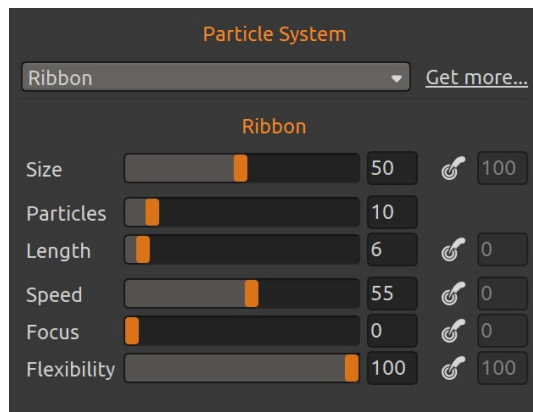 Particle System
Ribbon Get more...
Ribbon
Size 50 100
Particles 10
Length 6 0
Speed 55 0
Focus 0 0
Flexibility 100 100